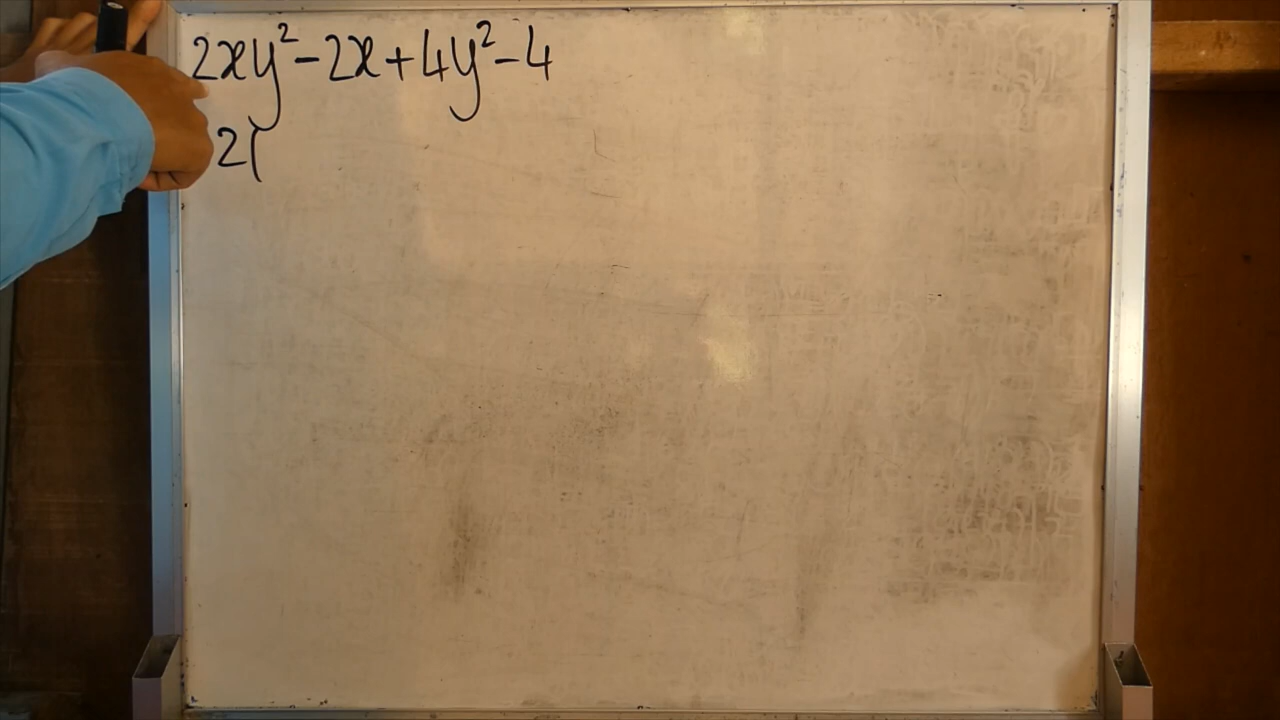 2xy² - 2x + 4y² - 4
2(